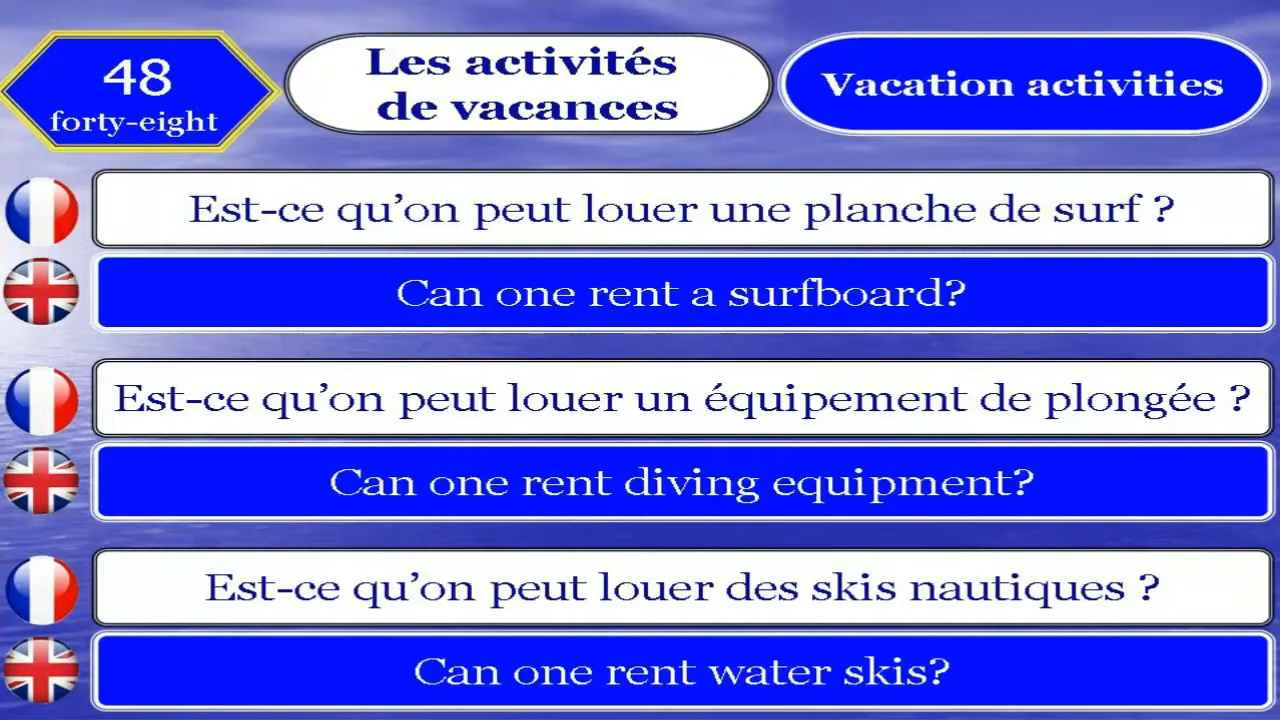 48
forty-eight
Les activités
de vacances
Vacation activities
Est-ce qu’on peut louer une planche de surf ?
Can one rent a surfboard?
Est-ce qu’on peut louer un équipement de plongée ?
Can one rent diving equipment?
Est-ce qu’on peut louer des skis nautiques ?
Can one rent water skis?